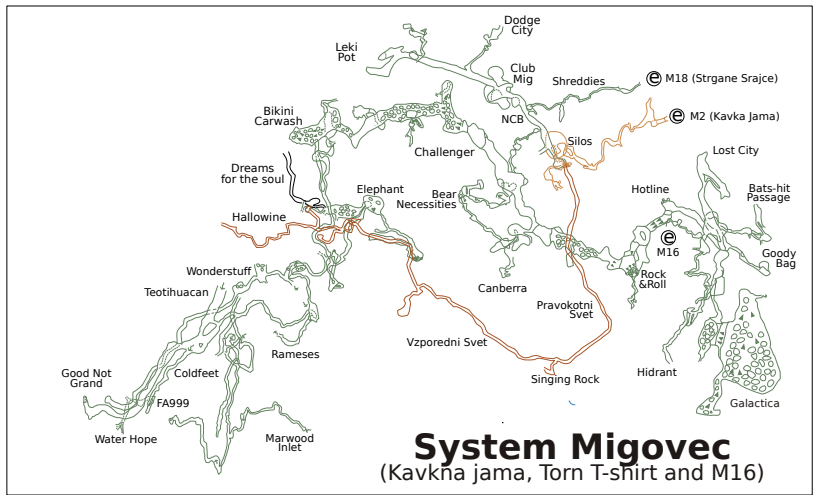 Dodge
City
Leki
Pot
Club
Mig
Shreddies
e M18 (Strgane Srajce)
Bikini
Carwash
NCB
e M2 (Kavka Jama)
Silos
Challenger
Lost City
Dreams
for the soul
Elephant
Bear
Necessities
Hotline
Bats-hit
Passage
Hallowine
e
M16
Goody
Bag
Wonderstuff
Teotihuacan
Canberra
Rock
&Roll
Pravokotni
Svet
Vzporedni Svet
Rameses
Good Not
Grand
Coldfeet
Singing Rock
Hidrant
FA999
Galactica
Water Hope
Marwood
Inlet
System Migovec
(Kavkna jama, Torn T-shirt and M16)